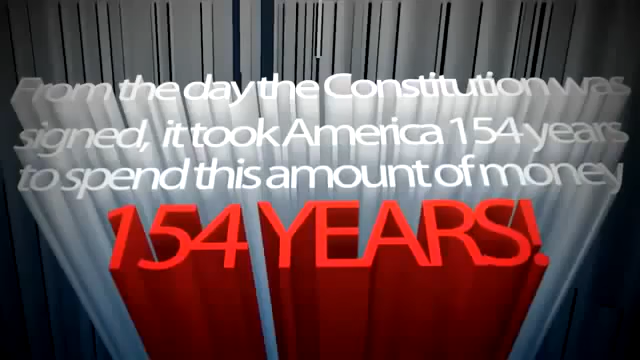 From the day the Constitution was
signed, it took America 154 years
to spend this amount of money
154 YEARS!